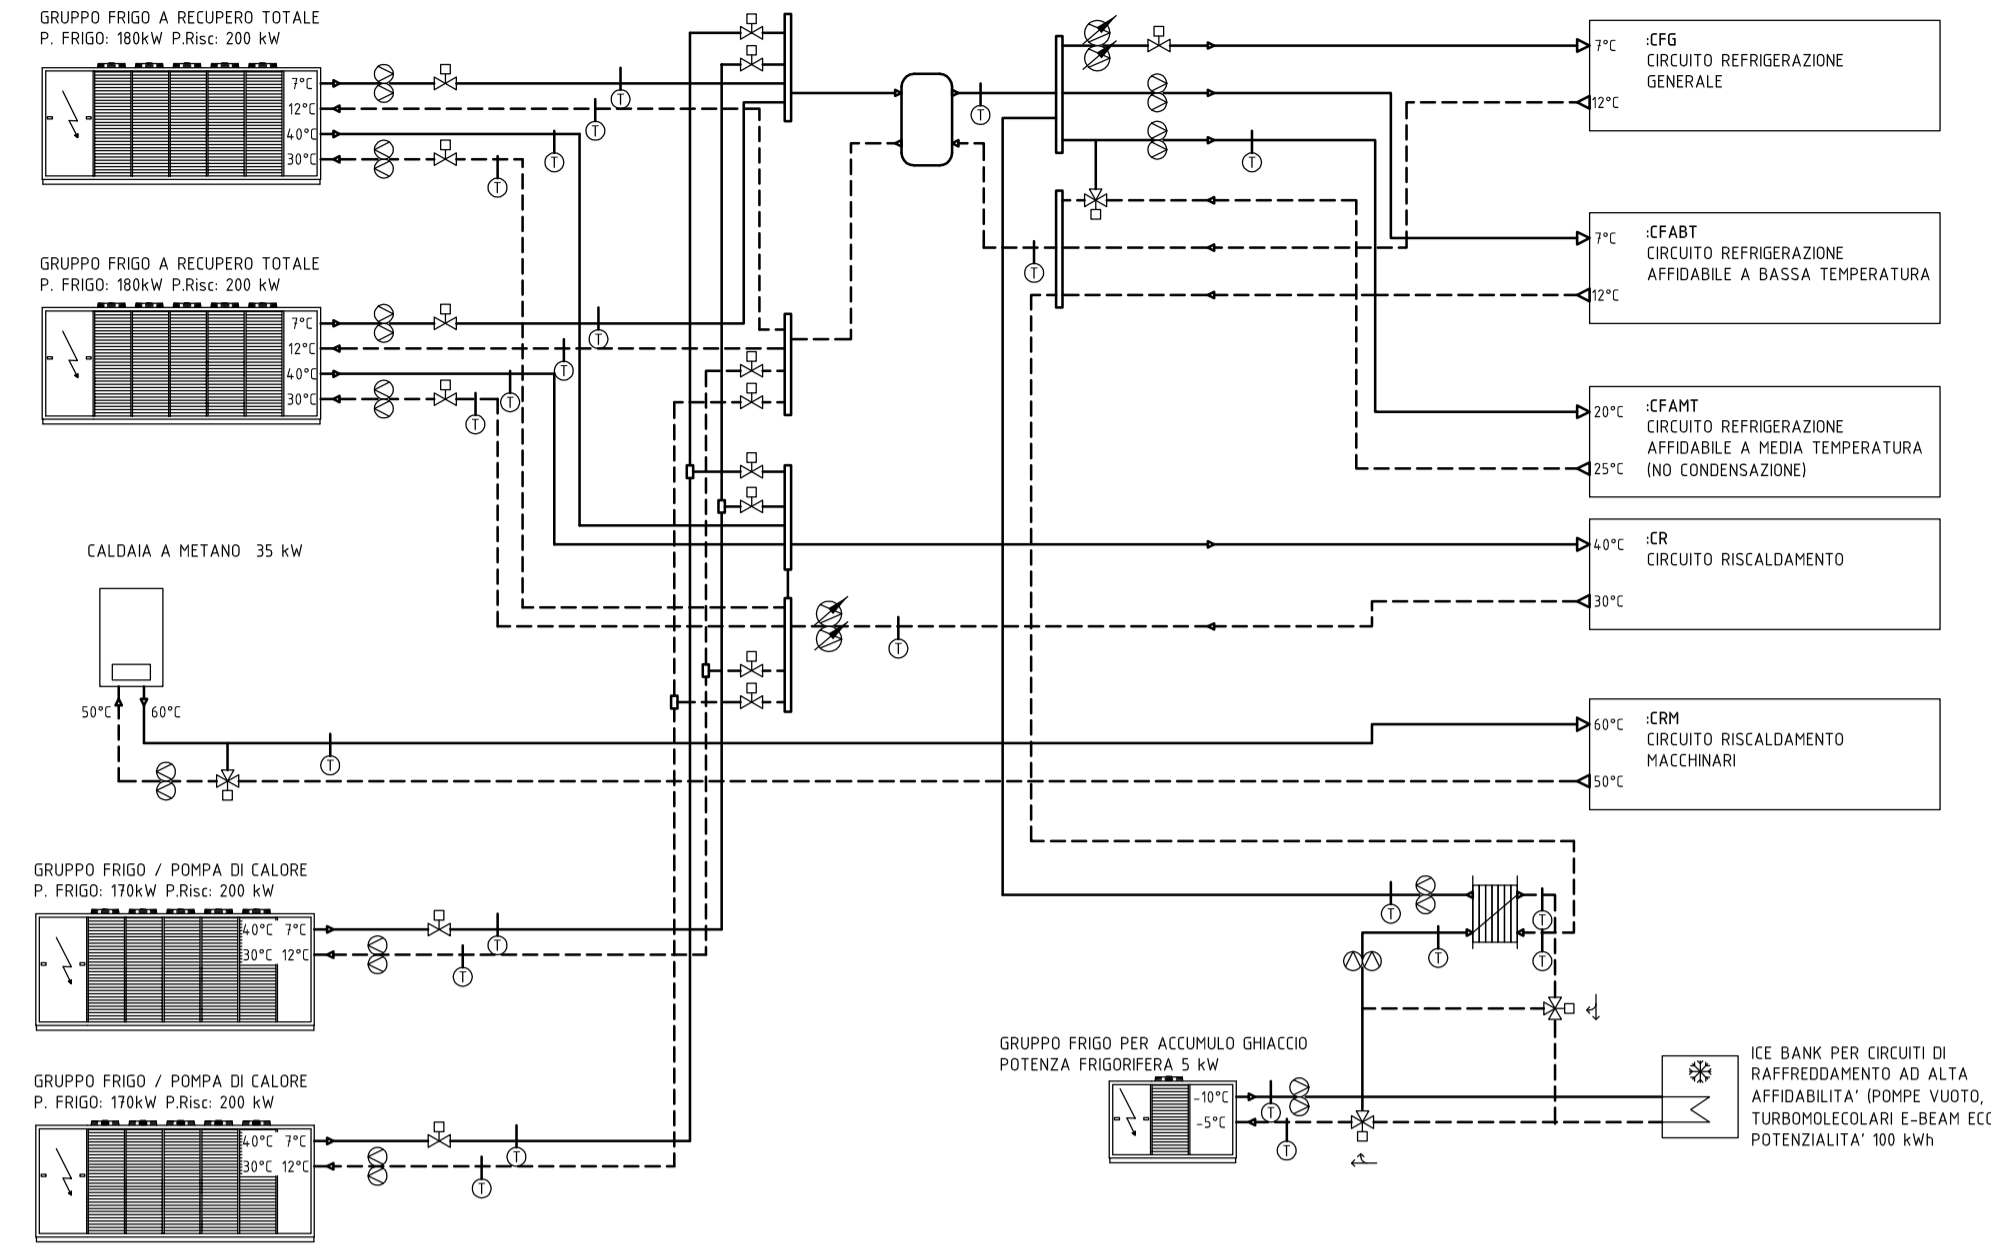 GRUPPO FRIGO A RECUPERO TOTALE
P. FRIGO: 180kW P.Risc: 200 kW
7°C
12°C
40°C
30°C
T
T
T
T
GRUPPO FRIGO A RECUPERO TOTALE
P. FRIGO: 180kW P.Risc: 200 kW
7°C
12°C
40°C
30°C
T
T
T
T
T
T
7°C
:CFG
CIRCUITO REFRIGERAZIONE
GENERALE
12°C
T
T
7°C
:CFABT
CIRCUITO REFRIGERAZIONE
AFFIDABILE A BASSA TEMPERATURA
12°C
20°C
:CFAMT
CIRCUITO REFRIGERAZIONE
AFFIDABILE A MEDIA TEMPERATURA
25°C
(NO CONDENSAZIONE)
40°C
:CR
CIRCUITO RISCALDAMENTO
30°C
T
CALDAIA A METANO 35 kW
50°C
60°C
T
60°C
:CRM
CIRCUITO RISCALDAMENTO
MACCHINARI
50°C
GRUPPO FRIGO / POMPA DI CALORE
P. FRIGO: 170kW P.Risc: 200 kW
40°C 7°C
30°C 12°C
T
T
GRUPPO FRIGO / POMPA DI CALORE
P. FRIGO: 170kW P.Risc: 200 kW
40°C 7°C
30°C 12°C
T
T
T
T
T
T
GRUPPO FRIGO PER ACCUMULO GHIACCIO
POTENZA FRIGORIFERA 5 kW
-10°C
-5°C
T
T
ICE BANK PER CIRCUITI DI
RAFFREDDAMENTO AD ALTA
AFFIDABILITA' (POMPE VUOTO,
TURBOMOLECOLARI E-BEAM ECC
POTENZIALITA' 100 kWh